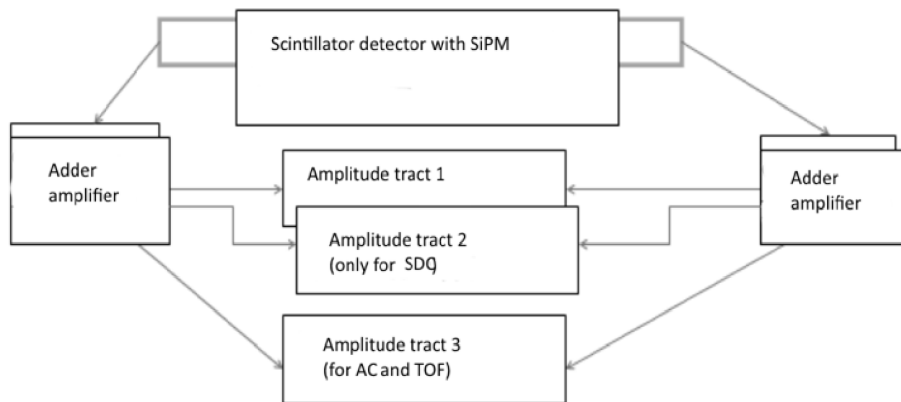 Scintillator detector with SiPM
Adder
amplifier
Amplitude tract 1
Adder
amplifier
Amplitude tract 2
(only for SDC)
Amplitude tract 3
(for AC and TOF)